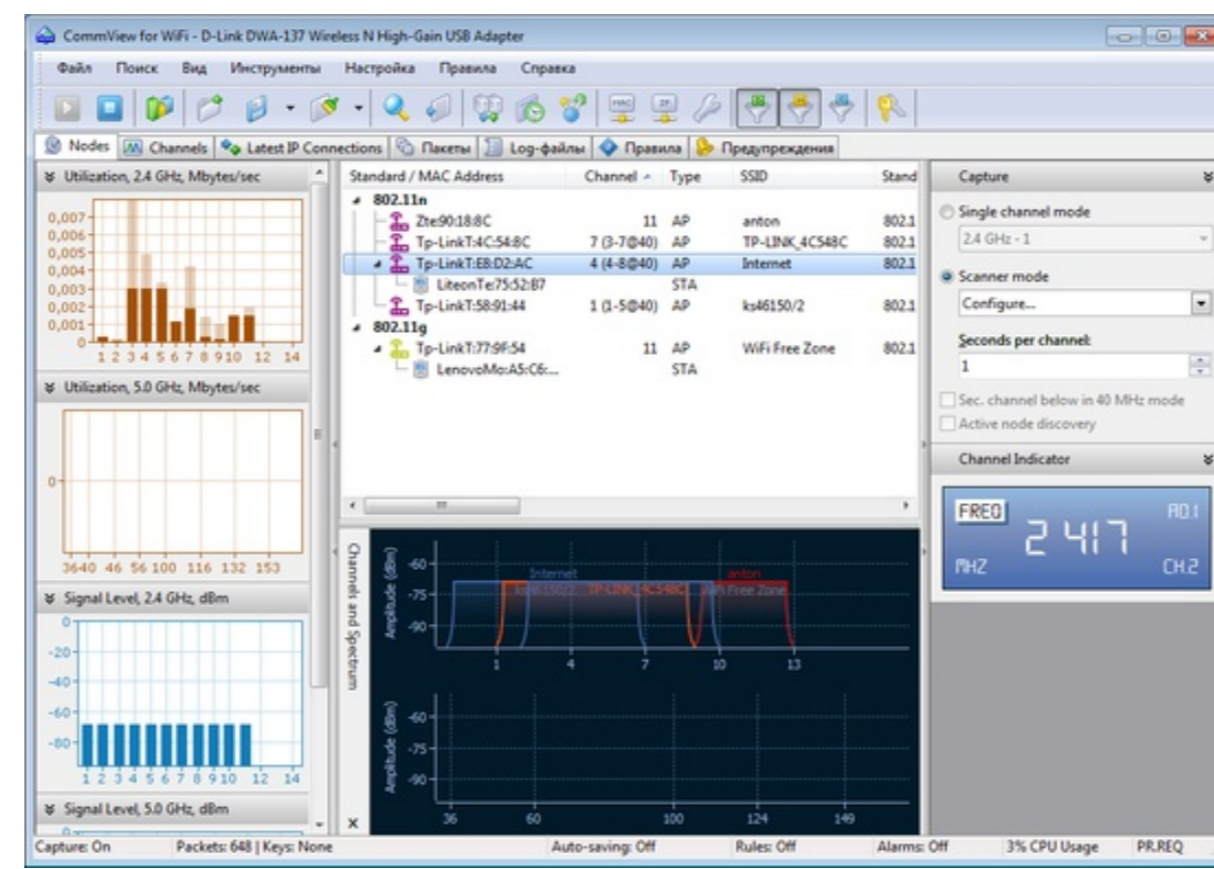 CommView for WiFi - D-Link DWA-137 Wireless N High-Gain USB Adapter
Файл Поиск Вид Инструменты Настройка Правила Справка
Nodes Channels Latest IP Connections Пакеты Log-файлы Правила Предупреждения
Utilization, 2.4 GHz, Mbytes/sec
0,007
0,006
0,005
0,004
0,003
0,002
0,001
0
1 2 3 4 5 6 7 8 9 10 12 14
Utilization, 5.0 GHz, Mbytes/sec
0
3640 46 56 100 116 132 153
Signal Level, 2.4 GHz, dBm
0
-20
-40
-60
-80
1 2 3 4 5 6 7 8 9 10 12 14
Signal Level, 5.0 GHz, dBm
0
Standard / MAC Address Channel Type SSID Stand
802.11n
Zte:90:18:8C 11 AP anton 802.1
Tp-LinkT:4C:54:8C 7 (3-7@40) AP TP-LINK_4C548C 802.1
Tp-LinkT:E8:D2:AC 4 (4-8@40) AP Internet 802.1
LiteonTe:75:52:B7 STA
Tp-LinkT:58:91:44 1 (1-5@40) AP ks46150/2 802.1
802.11g
Tp-LinkT:77:9F:54 11 AP WiFi Free Zone 802.1
LenovoMo:A5:C6:... STA
Channels and Spectrum
Amplitude (dBm)
-60
-75
-90
Internet anton
ks46150/2 TP-LINK_4C548C WiFi Free Zone
1 4 7 10 13
Amplitude (dBm)
-60
-75
-90
36 60 100 124 149
Capture
Single channel mode
2.4 GHz - 1
Scanner mode
Configure...
Seconds per channel:
1
Sec. channel below in 40 MHz mode
Active node discovery
Channel Indicator
FREQ 2417
MHZ CH.2
Capture: On Packets: 648 | Keys: None Auto-saving: Off Rules: Off Alarms: Off 3% CPU Usage PR.REQ